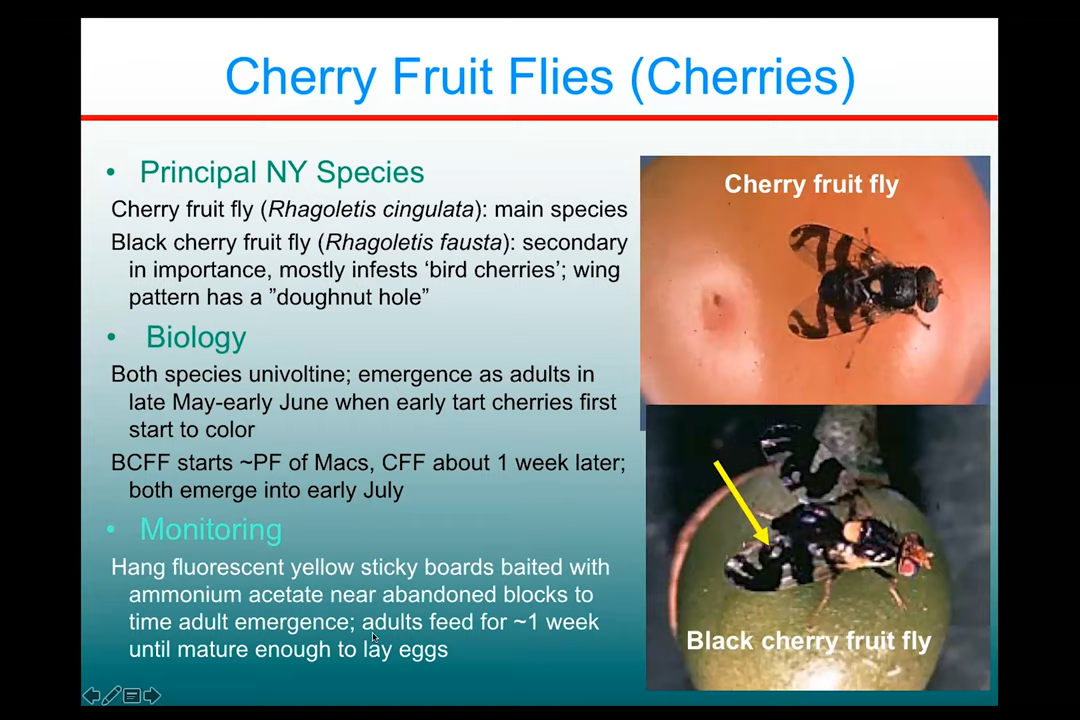 Cherry Fruit Flies (Cherries)
• Principal NY Species
Cherry fruit fly (Rhagoletis cingulata): main species
Black cherry fruit fly (Rhagoletis fausta): secondary
in importance, mostly infests ‘bird cherries’; wing
pattern has a ”doughnut hole”
• Biology
Both species univoltine; emergence as adults in
late May-early June when early tart cherries first
start to color
BCFF starts ~PF of Macs, CFF about 1 week later;
both emerge into early July
• Monitoring
Hang fluorescent yellow sticky boards baited with
ammonium acetate near abandoned blocks to
time adult emergence; adults feed for ~1 week
until mature enough to lay eggs
Cherry fruit fly
Black cherry fruit fly